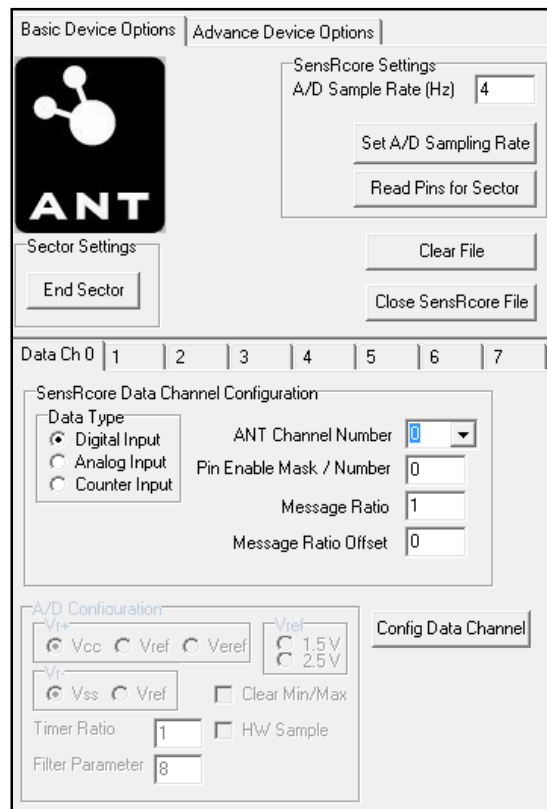 Basic Device Options Advance Device Options
SensRcore Settings
A/D Sample Rate (Hz) 4
Set A/D Sampling Rate
Read Pins for Sector
ANT
Sector Settings
End Sector
Clear File
Close SensRcore File
Data Ch 0 1 2 3 4 5 6 7
SensRcore Data Channel Configuration
Data Type
Digital Input
Analog Input
Counter Input
ANT Channel Number 0
Pin Enable Mask / Number 0
Message Ratio 1
Message Ratio Offset 0
A/D Configuration
Vr+
Vcc Vref Veref
Vref
1.5 V
2.5 V
Vr-
Vss Vref
Clear Min/Max
Timer Ratio 1
HW Sample
Filter Parameter 8
Config Data Channel